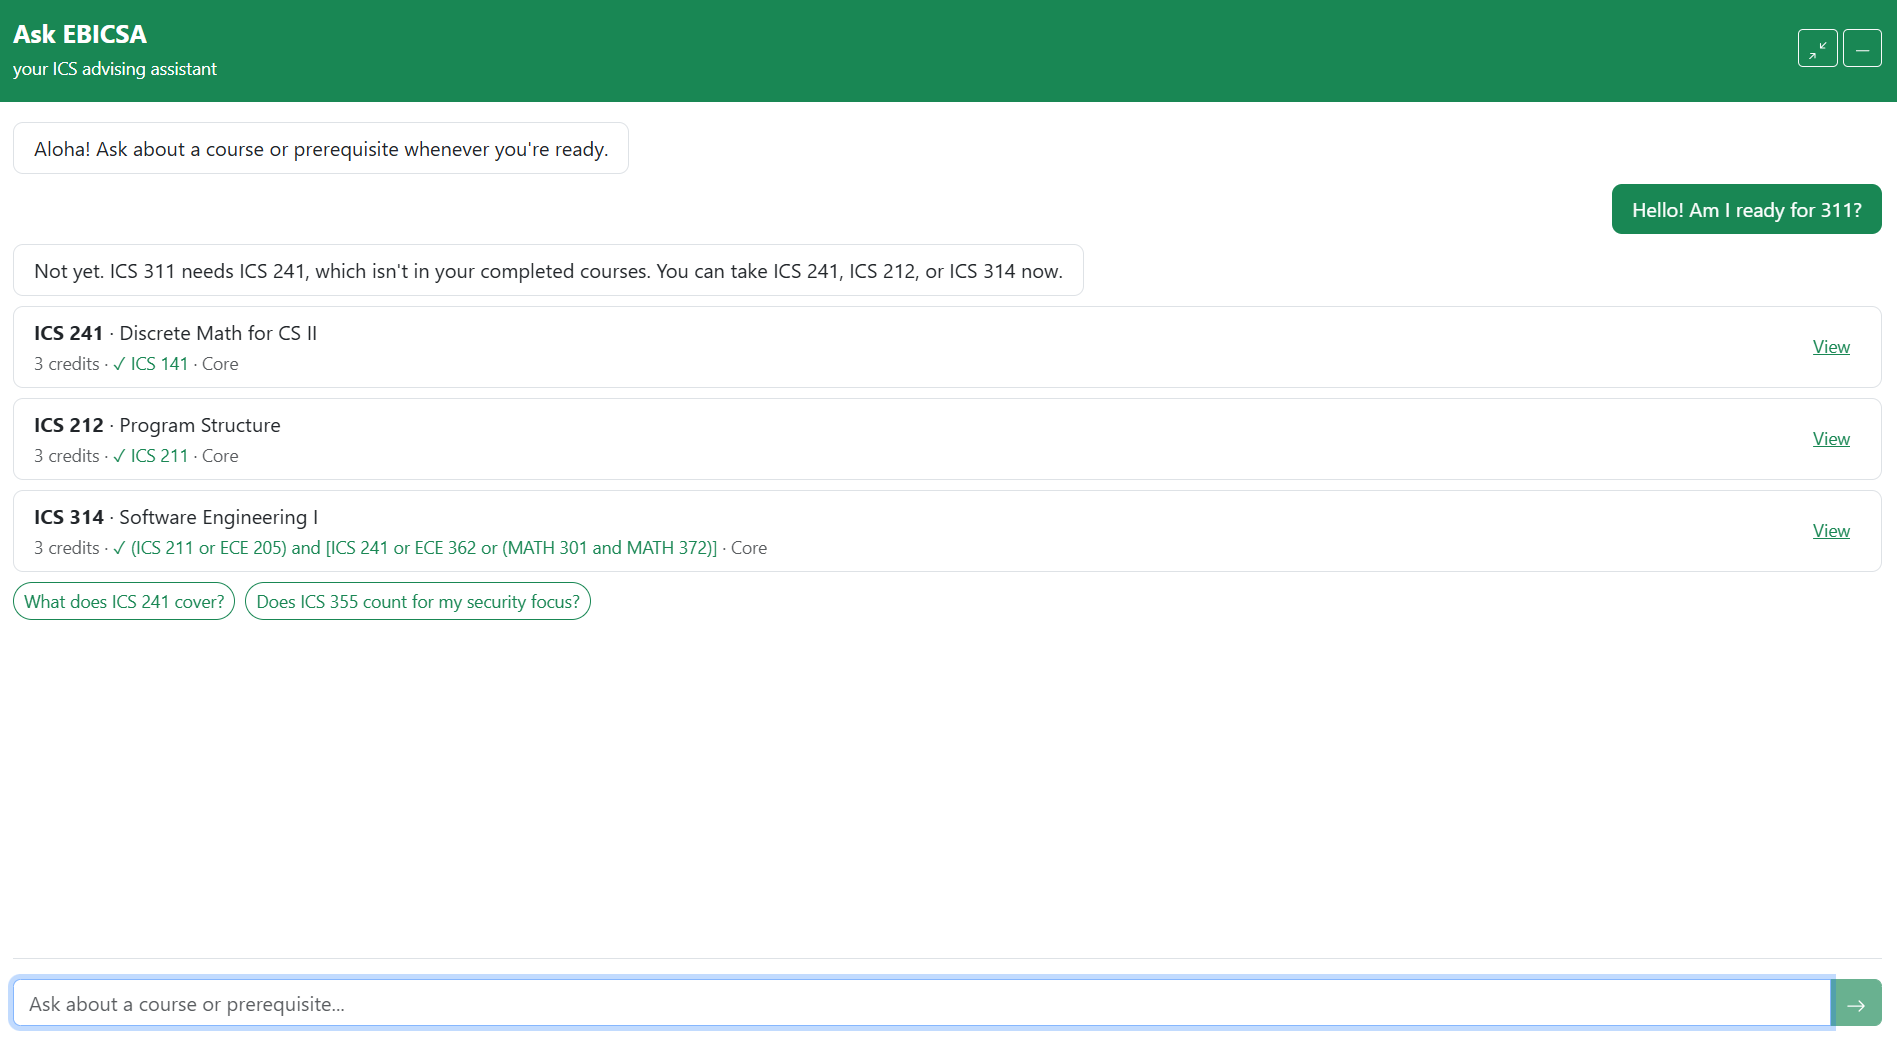 Ask EBICSA
your ICS advising assistant
Aloha! Ask about a course or prerequisite whenever you're ready.
Hello! Am I ready for 311?
Not yet. ICS 311 needs ICS 241, which isn't in your completed courses. You can take ICS 241, ICS 212, or ICS 314 now.
ICS 241 · Discrete Math for CS II
3 credits · ✓ ICS 141 · Core
View
ICS 212 · Program Structure
3 credits · ✓ ICS 211 · Core
View
ICS 314 · Software Engineering I
3 credits · ✓ (ICS 211 or ECE 205) and [ICS 241 or ECE 362 or (MATH 301 and MATH 372)] · Core
View
What does ICS 241 cover?
Does ICS 355 count for my security focus?
Ask about a course or prerequisite...